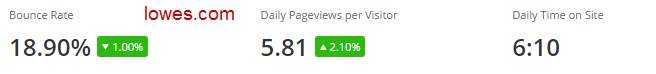 Bounce Rate lowes.com Daily Pageviews per Visitor Daily Time on Site
18.90% ▼ 1.00% 5.81 ▲ 2.10% 6:10